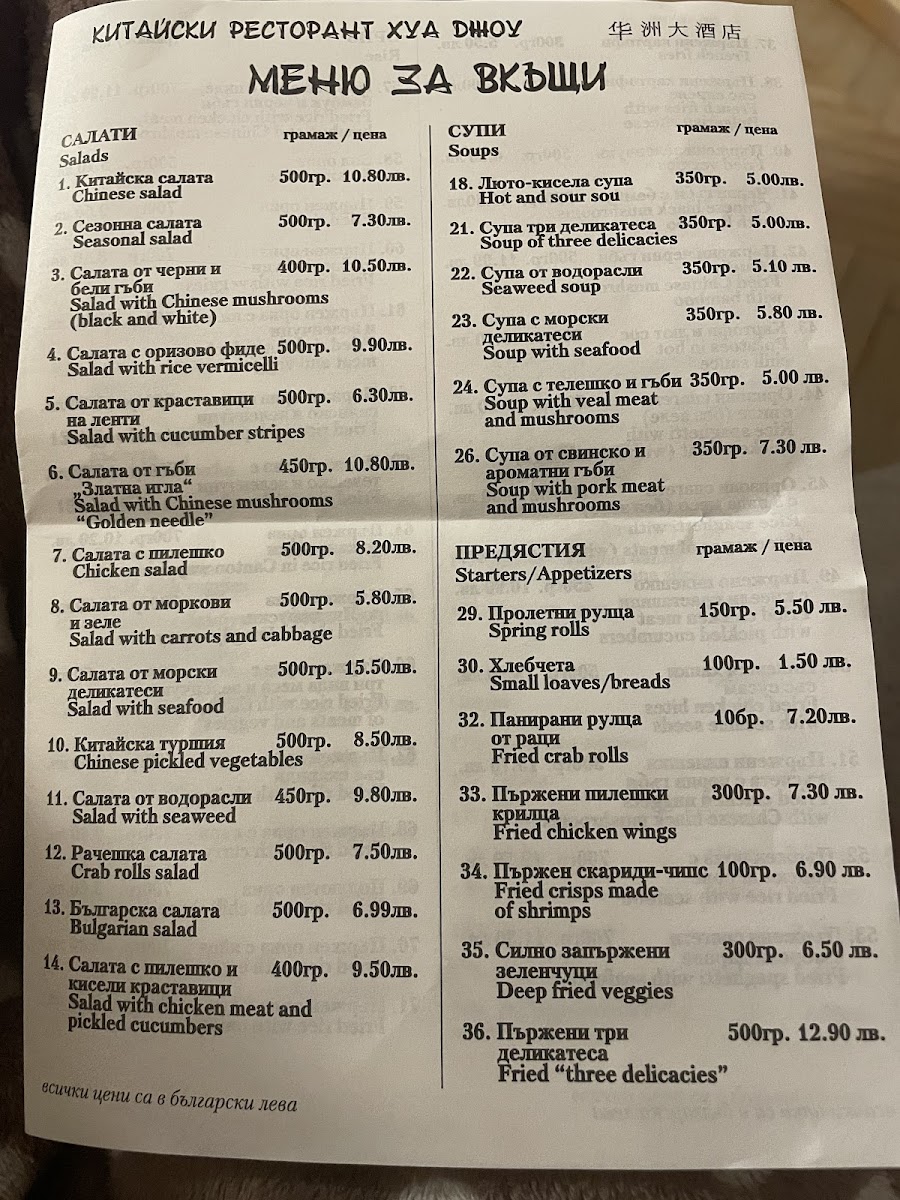 КИТАЙСКИ РЕСТОРАНТ ХУА ДЖОУ 华洲大酒店
МЕНЮ ЗА ВКЪЩИ
САЛАТИ грамаж / цена
Salads
1. Китайска салата 500гр. 10.80лв.
Chinese salad
2. Сезонна салата 500гр. 7.30лв.
Seasonal salad
3. Салата от черни и 400гр. 10.50лв.
бели гъби
Salad with Chinese mushrooms
(black and white)
4. Салата с оризово фиде 500гр. 9.90лв.
Salad with rice vermicelli
5. Салата от краставици 500гр. 6.30лв.
на ленти
Salad with cucumber stripes
6. Салата от гъби 450гр. 10.80лв.
„Златна игла“
Salad with Chinese mushrooms
“Golden needle”
7. Салата с пилешко 500гр. 8.20лв.
Chicken salad
8. Салата от моркови 500гр. 5.80лв.
и зеле
Salad with carrots and cabbage
9. Салата от морски 500гр. 15.50лв.
деликатеси
Salad with seafood
10. Китайска туршия 500гр. 8.50лв.
Chinese pickled vegetables
11. Салата от водорасли 450гр. 9.80лв.
Salad with seaweed
12. Рачешка салата 500гр. 7.50лв.
Crab rolls salad
13. Българска салата 500гр. 6.99лв.
Bulgarian salad
14. Салата с пилешко и 400гр. 9.50лв.
кисели краставици
Salad with chicken meat and
pickled cucumbers
всички цени са в български лева
СУПИ грамаж / цена
Soups
18. Люто-кисела супа 350гр. 5.00лв.
Hot and sour sou
21. Супа три деликатеса 350гр. 5.00лв.
Soup of three delicacies
22. Супа от водорасли 350гр. 5.10 лв.
Seaweed soup
23. Супа с морски 350гр. 5.80 лв.
деликатеси
Soup with seafood
24. Супа с телешко и гъби 350гр. 5.00 лв.
Soup with veal meat
and mushrooms
26. Супа от свинско и 350гр. 7.30 лв.
ароматни гъби
Soup with pork meat
and mushrooms
ПРЕДЯСТИЯ грамаж / цена
Starters/Appetizers
29. Пролетни рулца 150гр. 5.50 лв.
Spring rolls
30. Хлебчета 100гр. 1.50 лв.
Small loaves/breads
32. Панирани рулца 10бр. 7.20лв.
от раци
Fried crab rolls
33. Пържени пилешки 300гр. 7.30 лв.
крилца
Fried chicken wings
34. Пържен скариди-чипс 100гр. 6.90 лв.
Fried crisps made
of shrimps
35. Силно запържени 300гр. 6.50 лв.
зеленчуци
Deep fried veggies
36. Пържени три 500гр. 12.90 лв.
деликатеса
Fried “three delicacies”